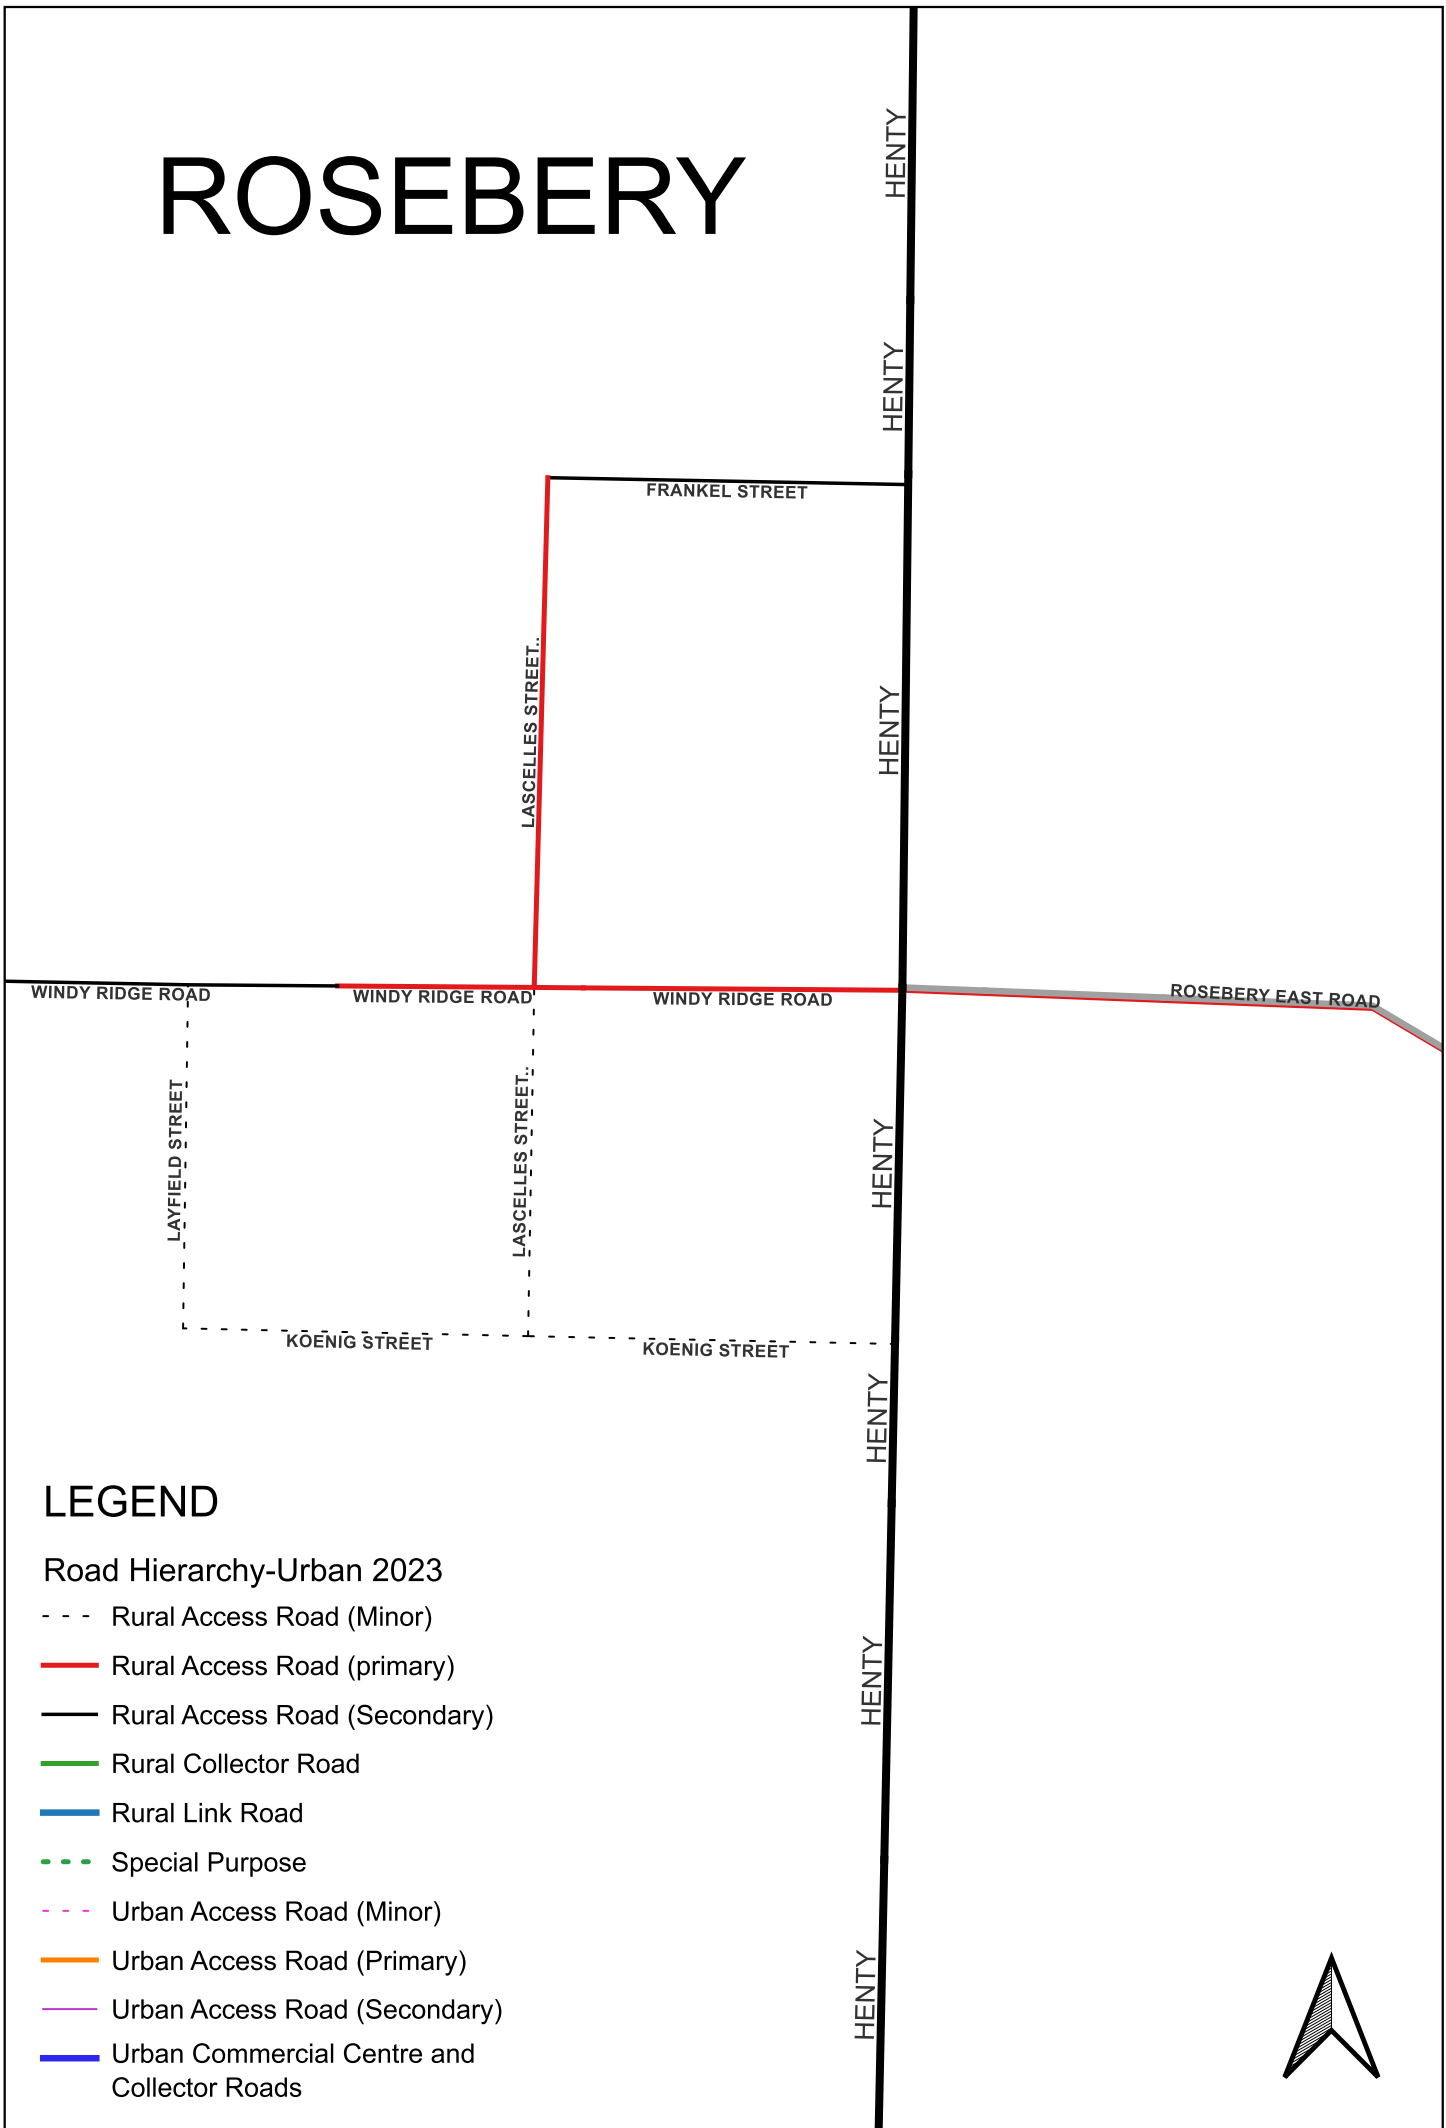 HENTY
ROSEBERY
HENTY
FRANKEL STREET
LASCELLES STREET..
HENTY
WINDY RIDGE ROAD
WINDY RIDGE ROAD
WINDY RIDGE ROAD
ROSEBERY EAST ROAD
LAYFIELD STREET
LASCELLES STREET..
HENTY
KOENIG STREET
KOENIG STREET
HENTY
LEGEND
Road Hierarchy-Urban 2023
Rural Access Road (Minor)
Rural Access Road (primary)
Rural Access Road (Secondary)
Rural Collector Road
Rural Link Road
Special Purpose
Urban Access Road (Minor)
Urban Access Road (Primary)
Urban Access Road (Secondary)
Urban Commercial Centre and
Collector Roads
HENTY
HENTY